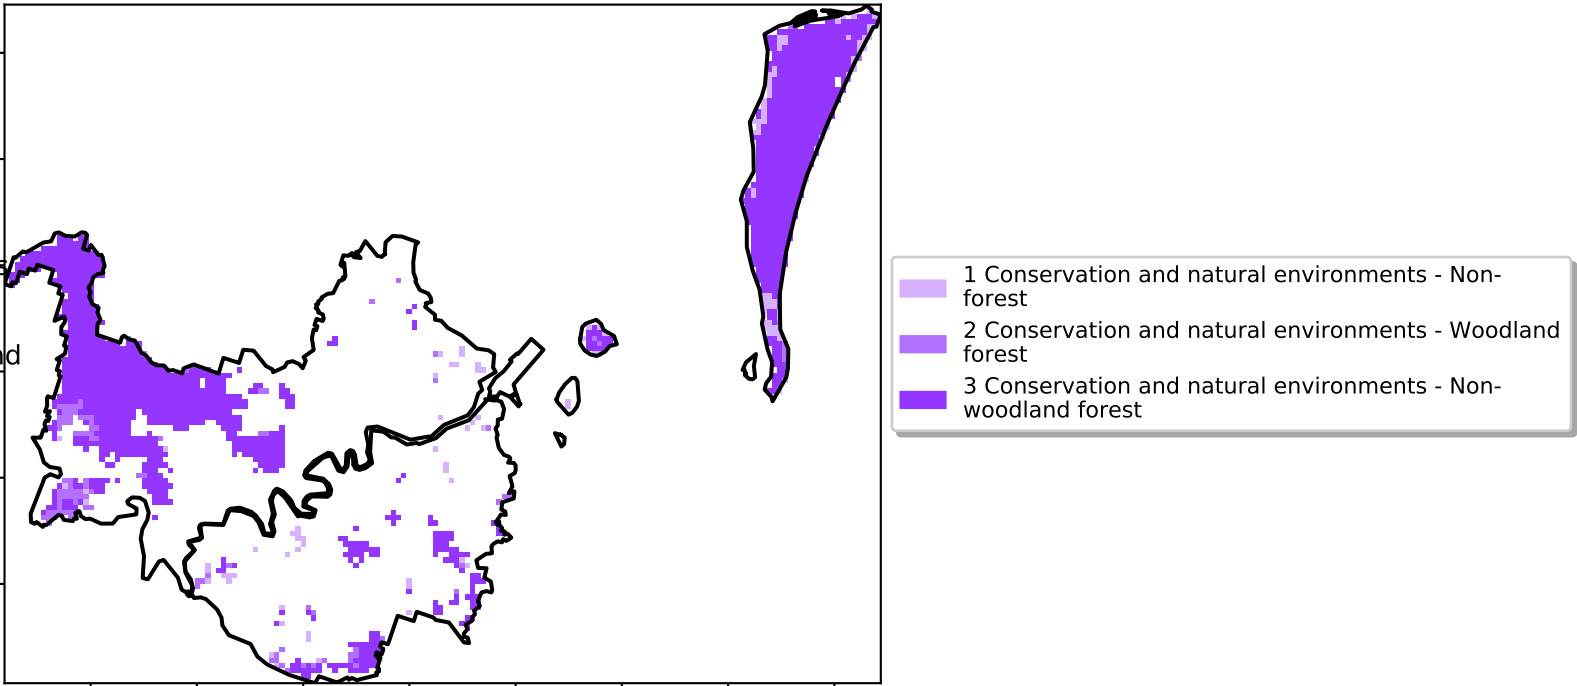 nd
1 Conservation and natural environments - Non-
forest
2 Conservation and natural environments - Woodland
forest
3 Conservation and natural environments - Non-
woodland forest